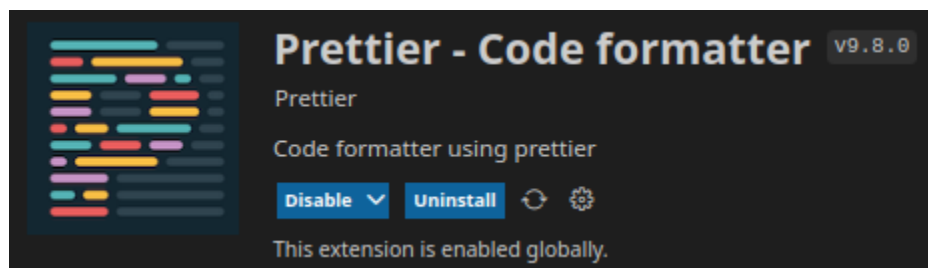 Prettier - Code formatter v9.8.0
Prettier
Code formatter using prettier
Disable Uninstall
This extension is enabled globally.